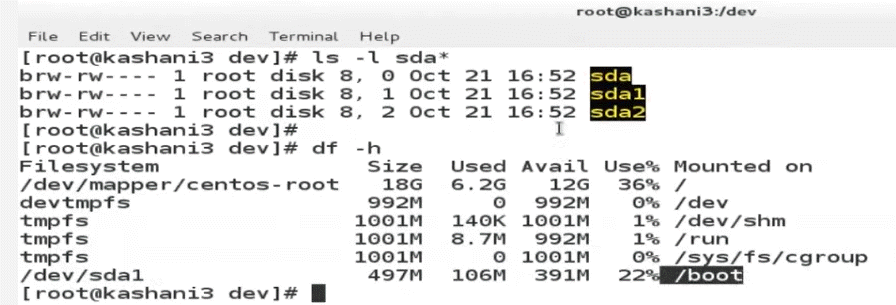 root@kashani3:/dev
File Edit View Search Terminal Help
[root@kashani3 dev]# ls -l sda*
brw-rw---- 1 root disk 8, 0 Oct 21 16:52 sda
brw-rw---- 1 root disk 8, 1 Oct 21 16:52 sda1
brw-rw---- 1 root disk 8, 2 Oct 21 16:52 sda2
[root@kashani3 dev]#
[root@kashani3 dev]# df -h
Filesystem Size Used Avail Use% Mounted on
/dev/mapper/centos-root 18G 6.2G 12G 36% /
devtmpfs 992M 0 992M 0% /dev
tmpfs 1001M 140K 1001M 1% /dev/shm
tmpfs 1001M 8.7M 992M 1% /run
tmpfs 1001M 0 1001M 0% /sys/fs/cgroup
/dev/sda1 497M 106M 391M 22% /boot
[root@kashani3 dev]#